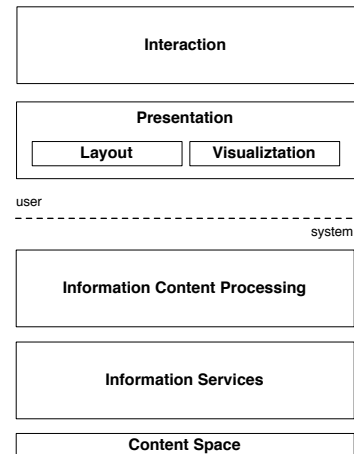 Interaction
Presentation
Layout Visualiztation
user
system
Information Content Processing
Information Services
Content Space